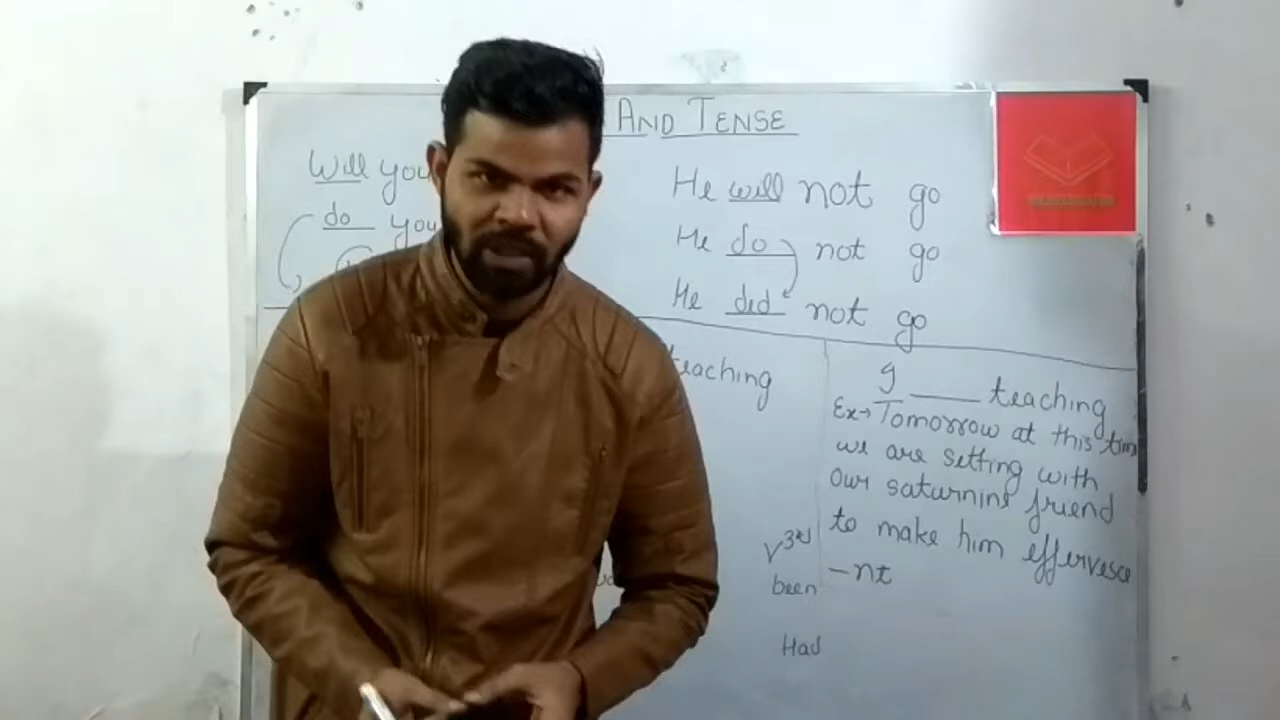 AND TENSE
Will you
do you
He will not go
He do not go
He did not go
teaching
g ____ teaching
Ex→ Tomorrow at this tim
we are setting with
our saturnine friend
to make him effervesce
-nt
v3rd
been
Had